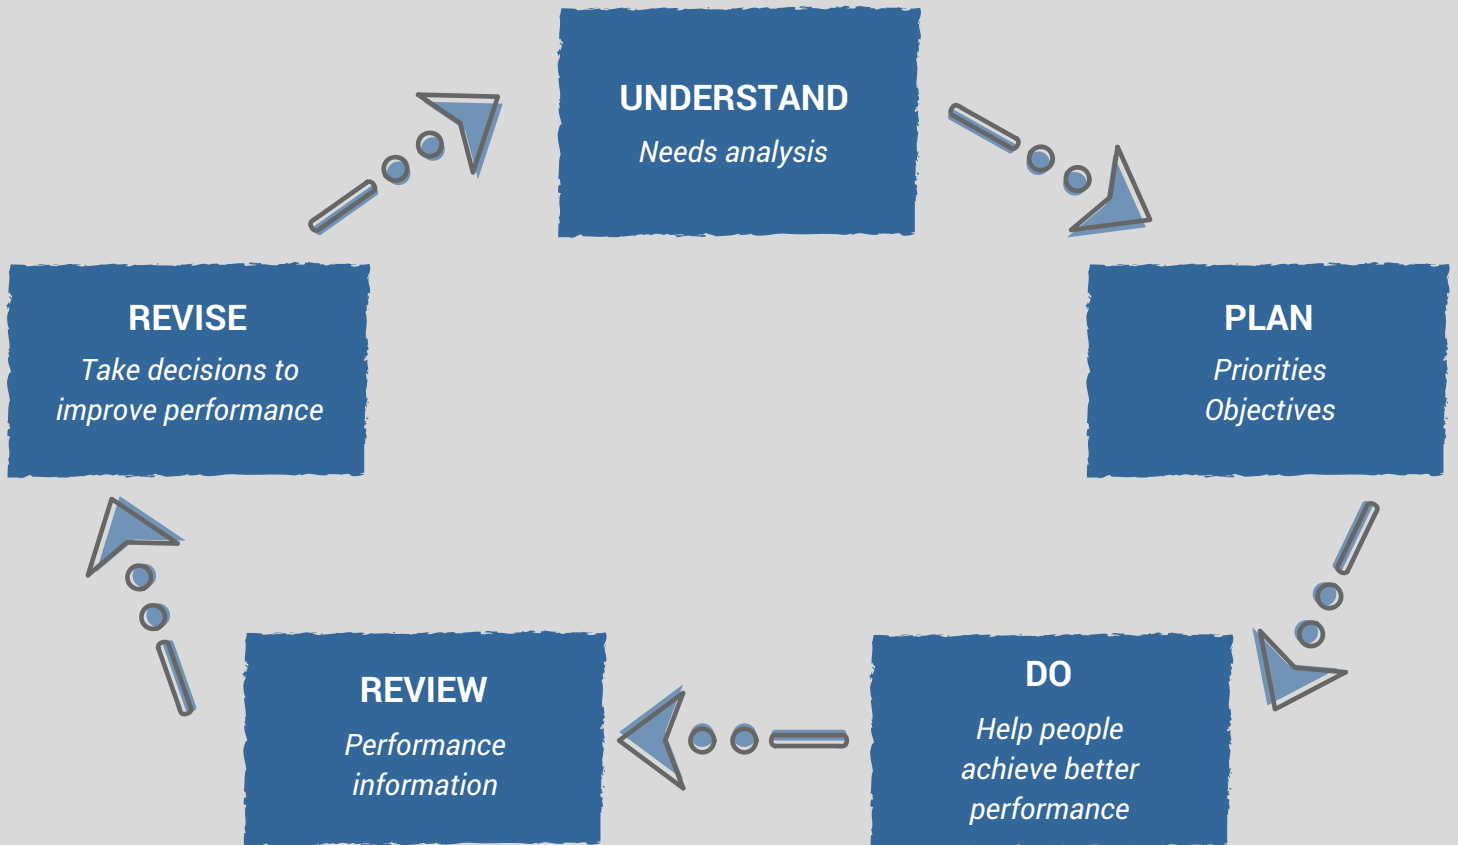 UNDERSTAND
Needs analysis
PLAN
Priorities
Objectives
DO
Help people
achieve better
performance
REVIEW
Performance
information
REVISE
Take decisions to
improve performance